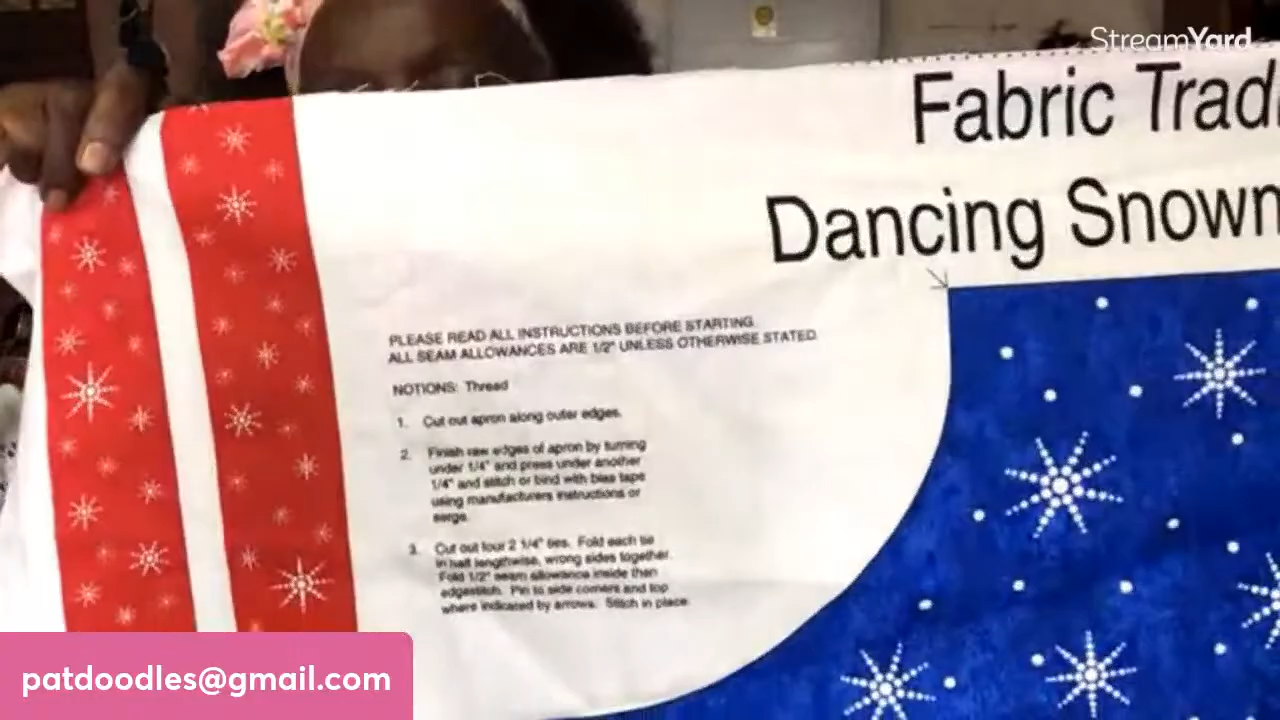 StreamYard
Fabric Tradi
Dancing Snowm
PLEASE READ ALL INSTRUCTIONS BEFORE STARTING.
ALL SEAM ALLOWANCES ARE 1/2" UNLESS OTHERWISE STATED.
NOTIONS: Thread
1. Cut out apron along outer edges.
2. Finish raw edges of apron by turning
under 1/4" and press under another
1/4" and stitch or bind with bias tape
using manufacturers instructions or
serge.
3. Cut out four 2 1/4" ties. Fold each tie
in half lengthwise, wrong sides together.
Fold 1/2" seam allowance inside then
edgestitch. Pin to side corners and top
where indicated by arrows. Stitch in place.
patdoodles@gmail.com